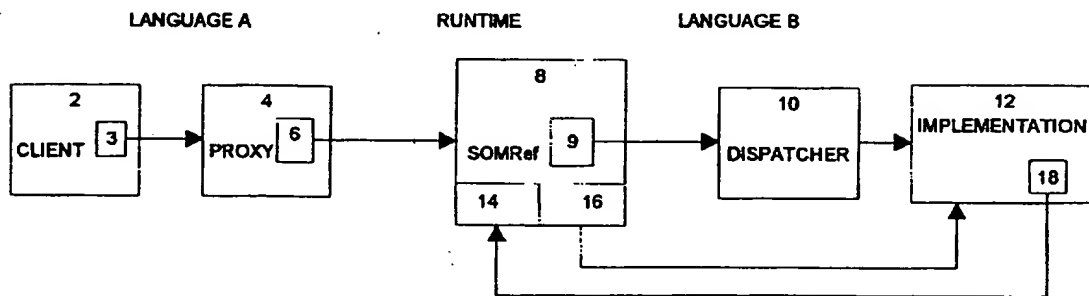 LANGUAGE A RUNTIME LANGUAGE B
2 4 8 10 12
CLIENT 3 PROXY 6 SOMRef 9 DISPATCHER IMPLEMENTATION
14 16 18